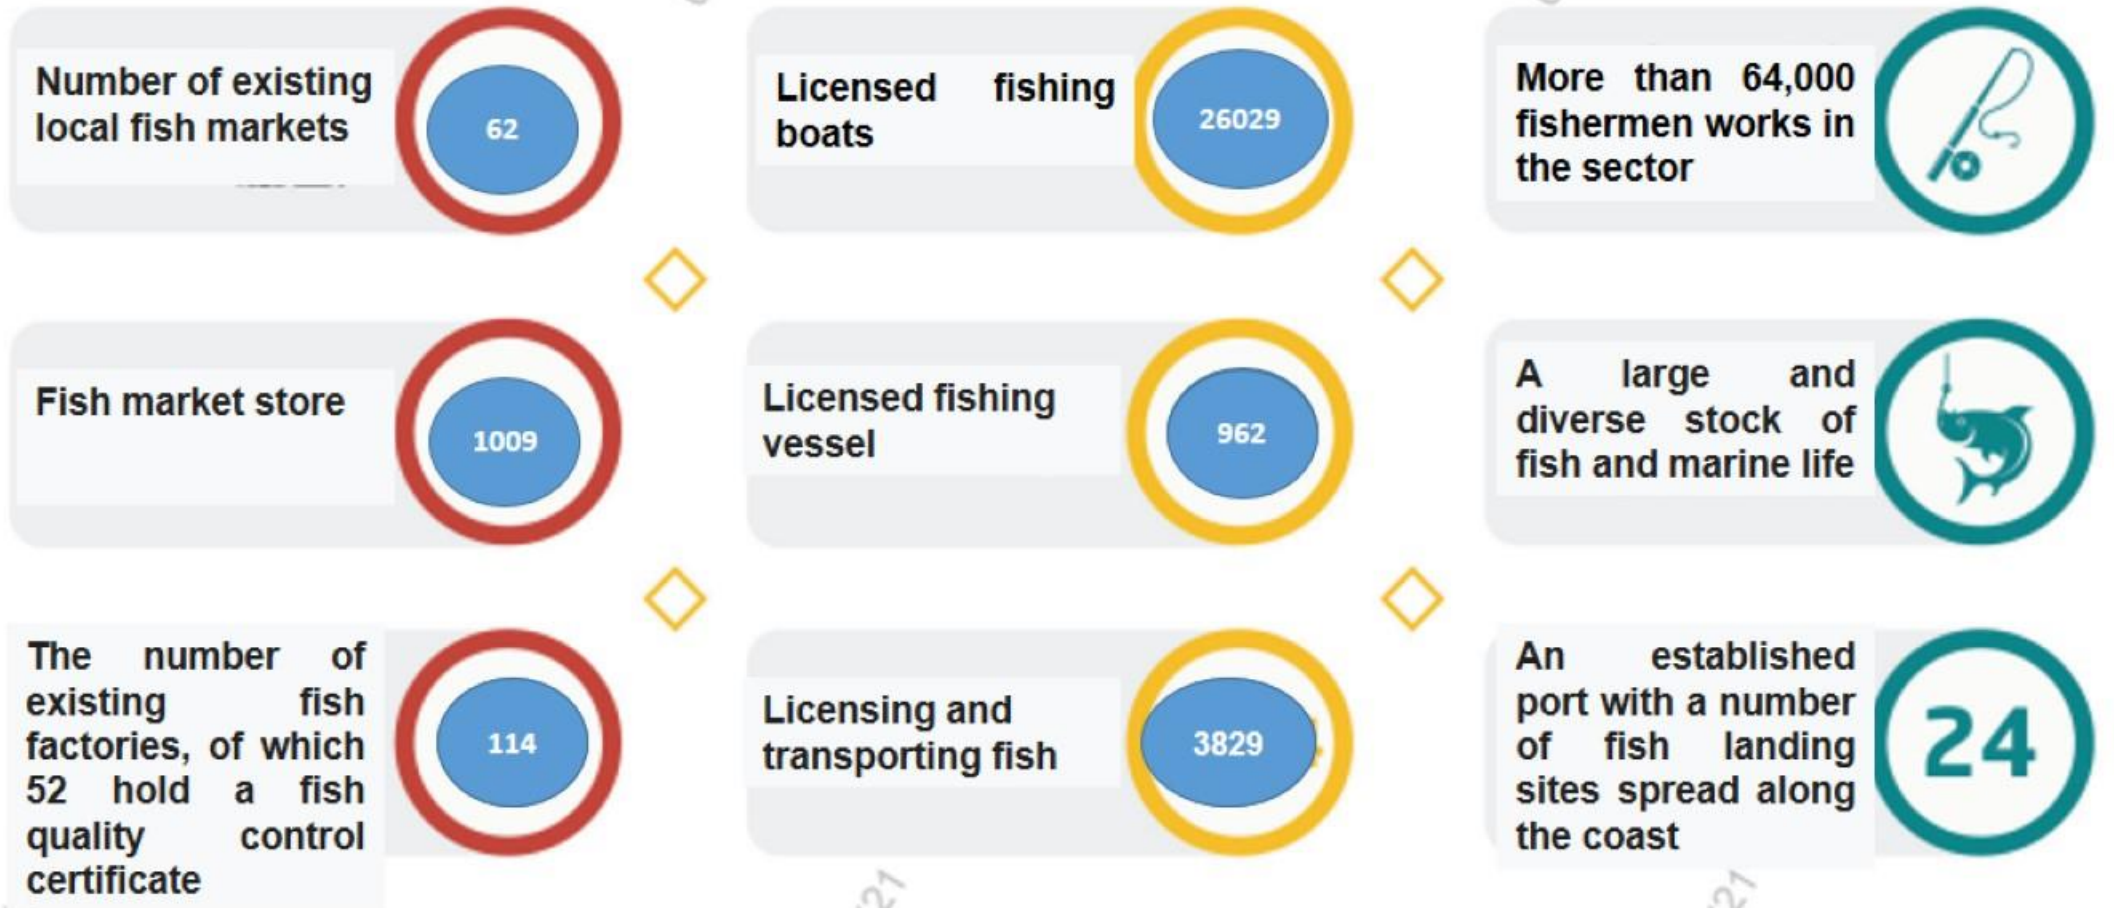 Number of existing
local fish markets
62
Licensed fishing
boats
26029
More than 64,000
fishermen works in
the sector
Fish market store
1009
Licensed fishing
vessel
962
A large and
diverse stock of
fish and marine life
The number of
existing fish
factories, of which
52 hold a fish
quality control
certificate
114
Licensing and
transporting fish
3829
An established
port with a number
of fish landing
sites spread along
the coast
24
21
21